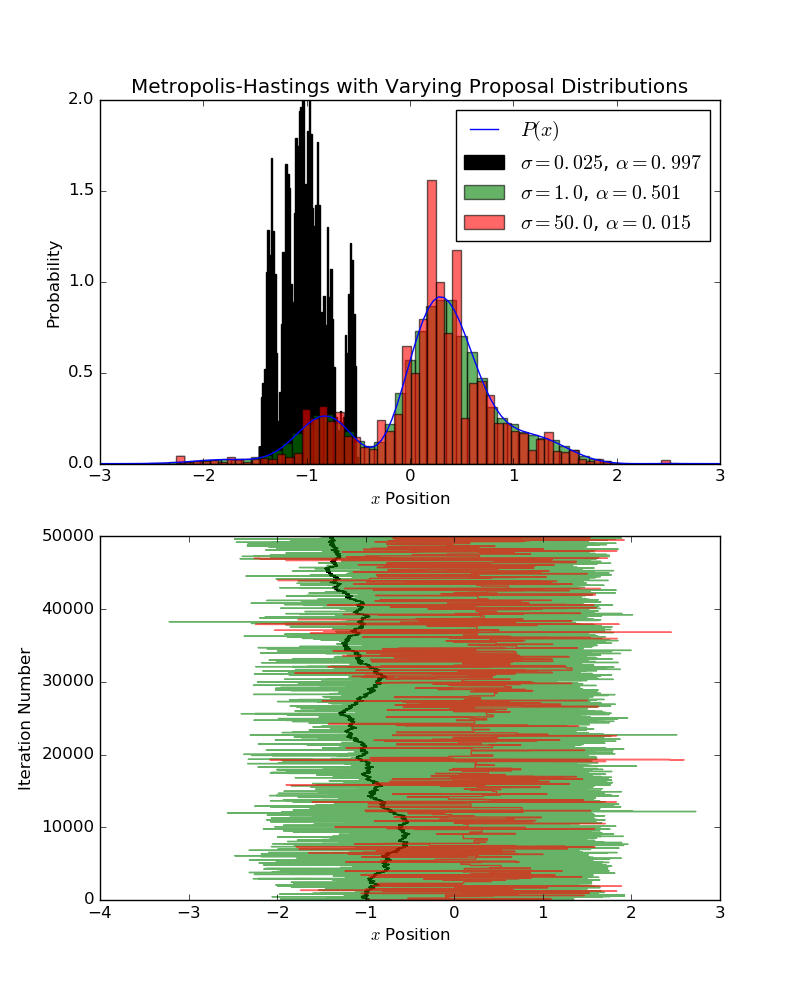 Metropolis-Hastings with Varying Proposal Distributions
2.0
1.5
1.0
0.5
0.0
Probability
P(x)
σ = 0.025, α = 0.997
σ = 1.0, α = 0.501
σ = 50.0, α = 0.015
−3 −2 −1 0 1 2 3
x Position
50000
40000
30000
20000
10000
0
Iteration Number
−4 −3 −2 −1 0 1 2 3
x Position